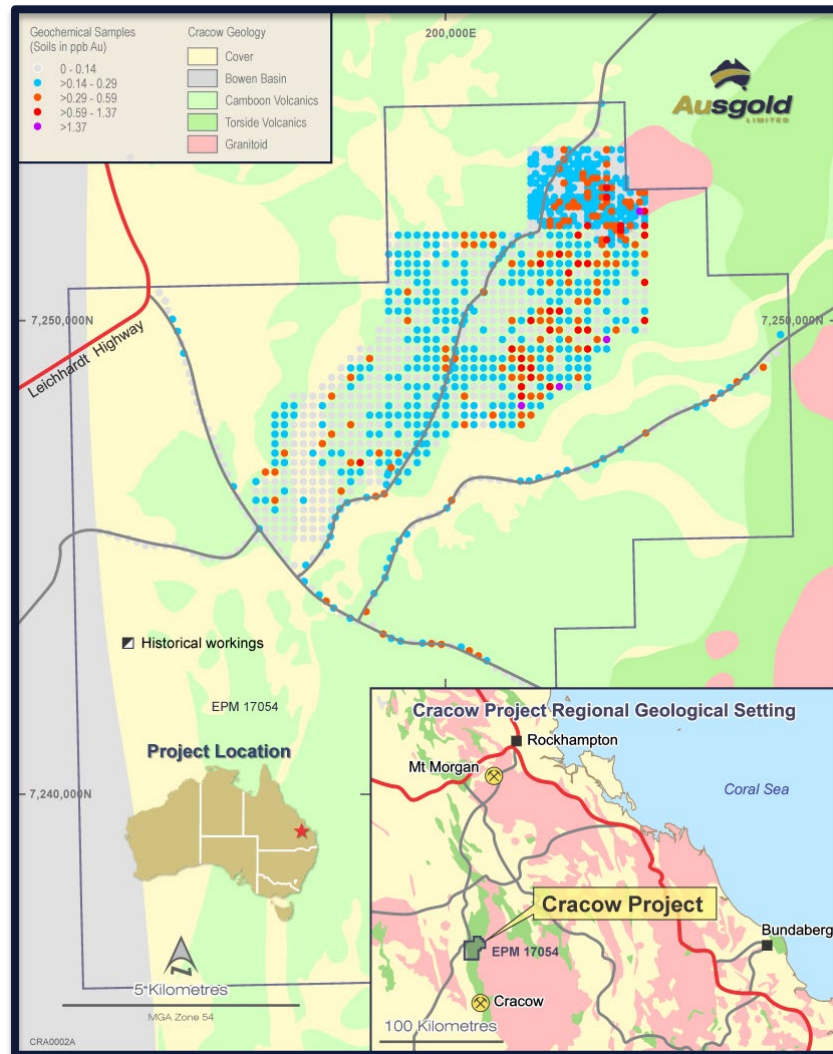 Geochemical Samples
(Soils in ppb Au)
0 - 0.14
>0.14 - 0.29
>0.29 - 0.59
>0.59 - 1.37
>1.37
Cracow Geology
Cover
Bowen Basin
Camboon Volcanics
Torside Volcanics
Granitoid
200,000E
Ausgold
LIMITED
7,250,000N
7,250,000N
Leichhardt Highway
Historical workings
EPM 17054
Project Location
7,240,000N
N
5 Kilometres
MGA Zone 54
CRA0002A
Cracow Project Regional Geological Setting
Rockhampton
Mt Morgan
Coral Sea
Cracow Project
EPM 17054
Bundaberg
Cracow
100 Kilometres